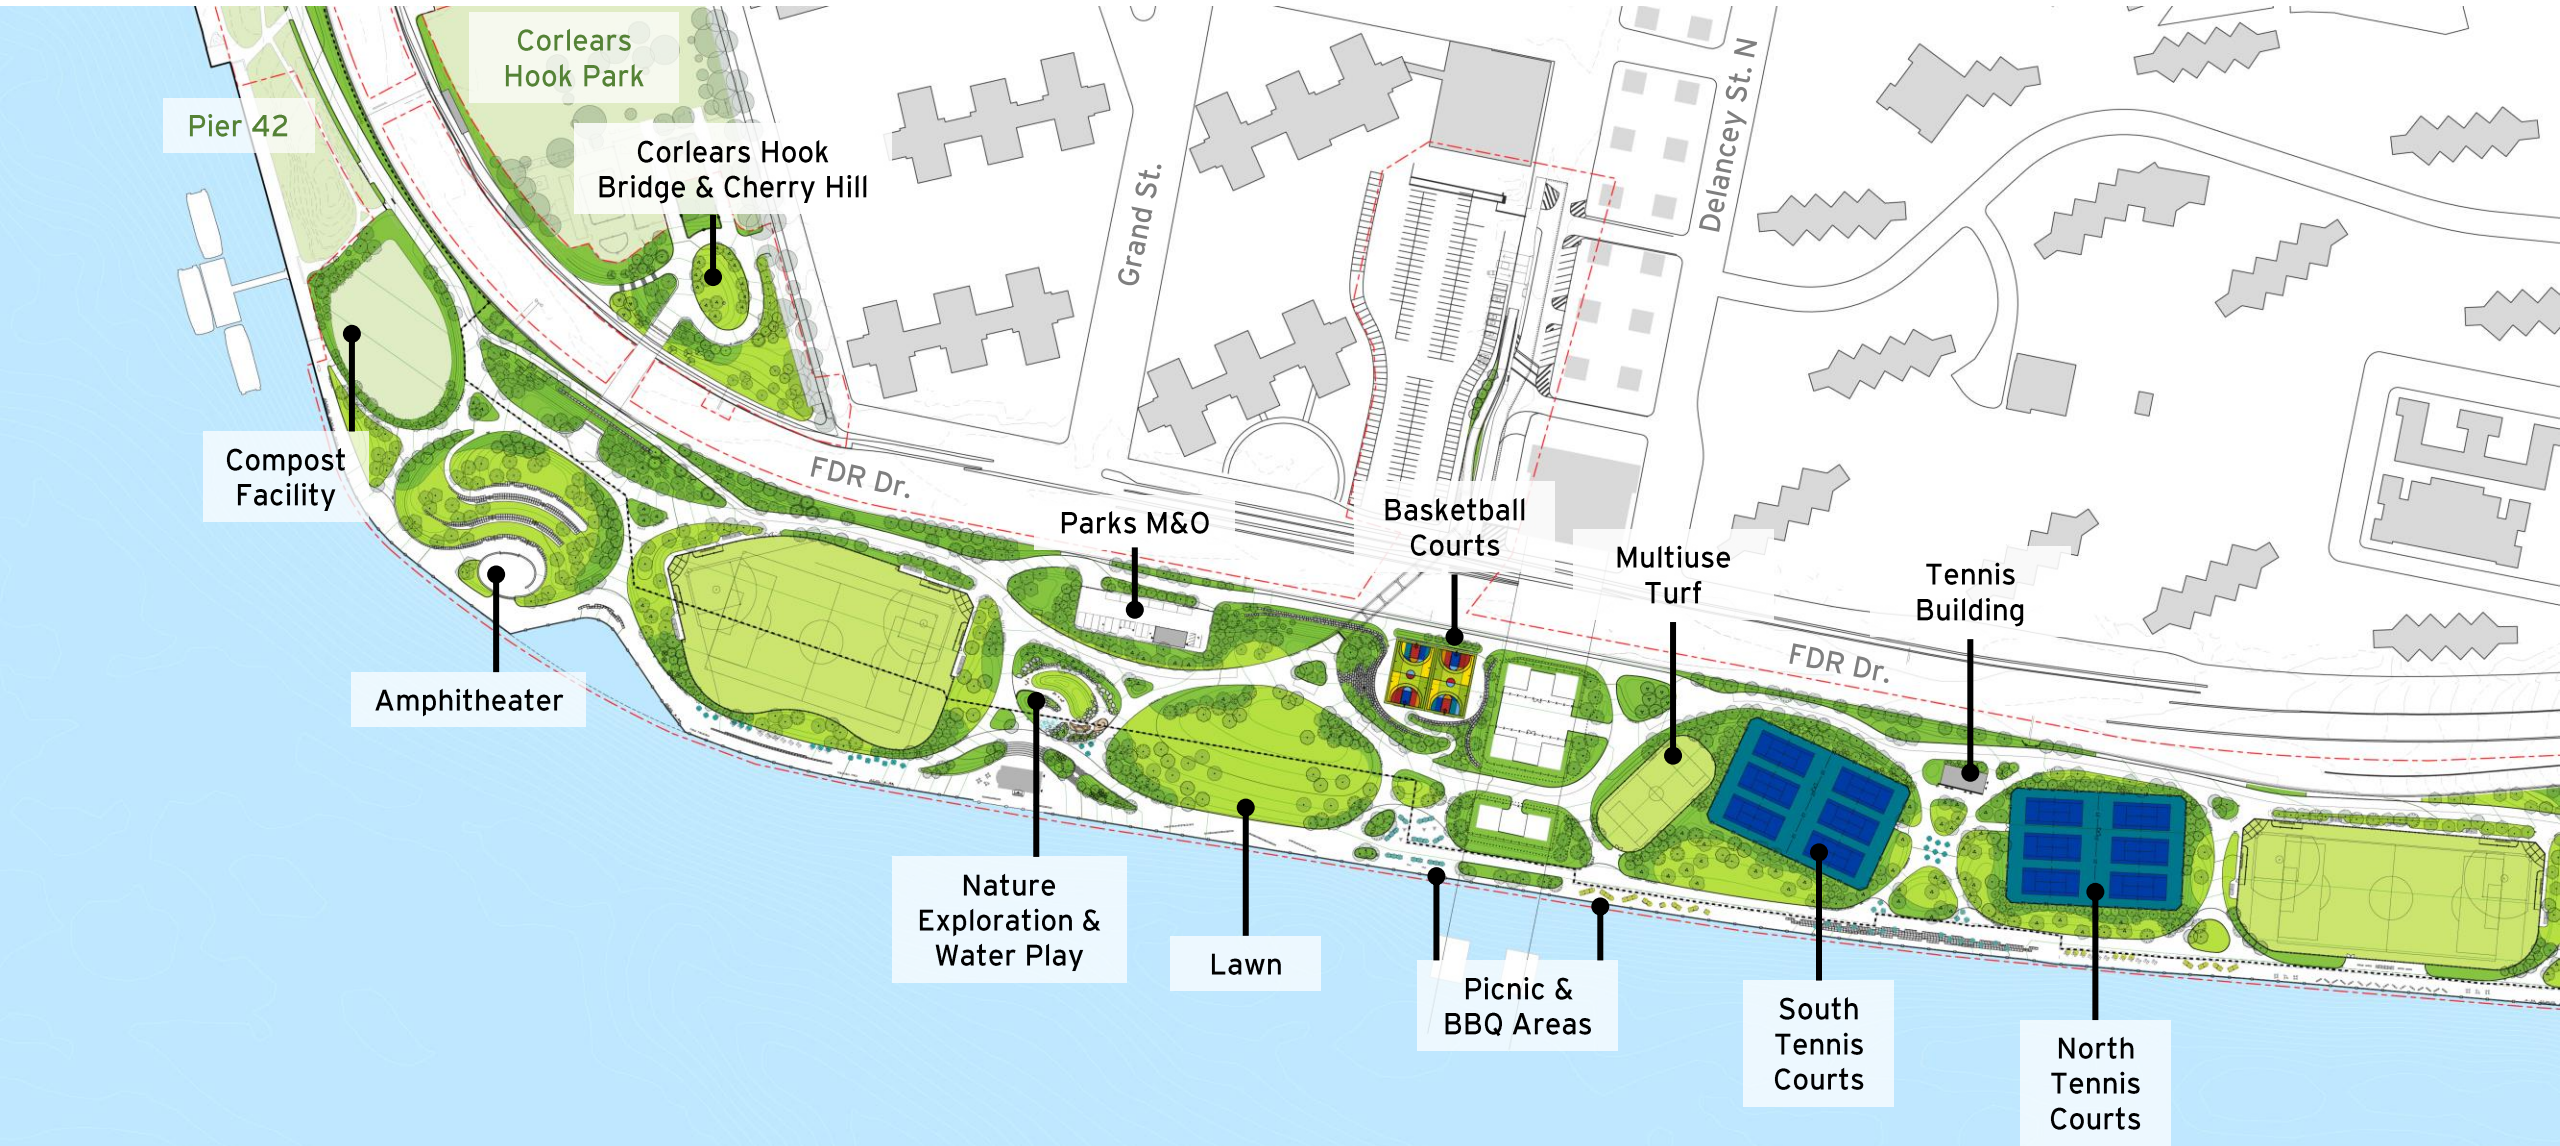 Corlears
Hook Park
Pier 42
Corlears Hook
Bridge & Cherry Hill
Grand St.
Delancey St. N
Compost
Facility
FDR Dr.
Parks M&O
Basketball
Courts
Multiuse
Turf
Tennis
Building
FDR Dr.
Amphitheater
Nature
Exploration &
Water Play
Lawn
Picnic &
BBQ Areas
South
Tennis
Courts
North
Tennis
Courts